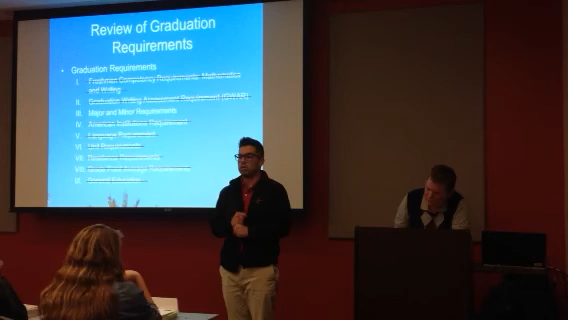 Review of Graduation
Requirements
• Graduation Requirements
I. Freshmen Competency Requirements: Mathematics
and Writing
II. Graduation Writing Assessment Requirement (GWAR)
III. Major and Minor Requirements
IV. American Institutions Requirement
V. Language Requirement
VI. Unit Requirements
VII. Residence Requirements
VIII. Grade Point Average Requirements
IX. General Education